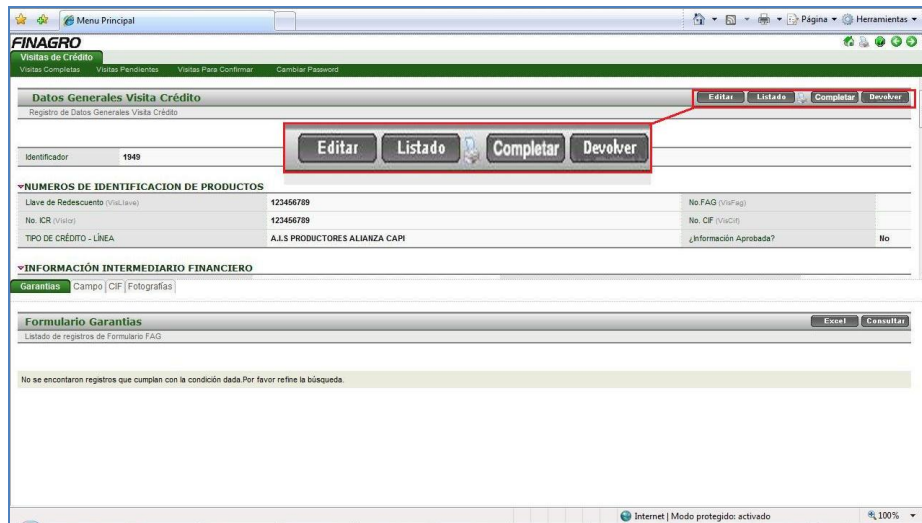 Menu Principal
Página
Herramientas
FINAGRO
Visitas de Crédito
Visitas Completas Visitas Pendientes Visitas Para Confirmar Cambiar Password
Datos Generales Visita Crédito
Editar Listado Completar Devolver
Registro de Datos Generales Visita Crédito
Editar Listado Completar Devolver
Identificador 1949
NUMEROS DE IDENTIFICACION DE PRODUCTOS
Llave de Redescuento (VisLlave) 123456789 No.FAG (VisFag)
No. ICR (VisIcr) 123456789 No. CIF (VisCif)
TIPO DE CRÉDITO - LÍNEA A.I.S PRODUCTORES ALIANZA CAPI ¿Información Aprobada? No
INFORMACIÓN INTERMEDIARIO FINANCIERO
Garantias Campo CIF Fotografías
Formulario Garantias Excel Consultar
Listado de registros de Formulario FAG
No se encontaron registros que cumplan con la condición dada.Por favor refine la búsqueda.
Internet | Modo protegido: activado 100%